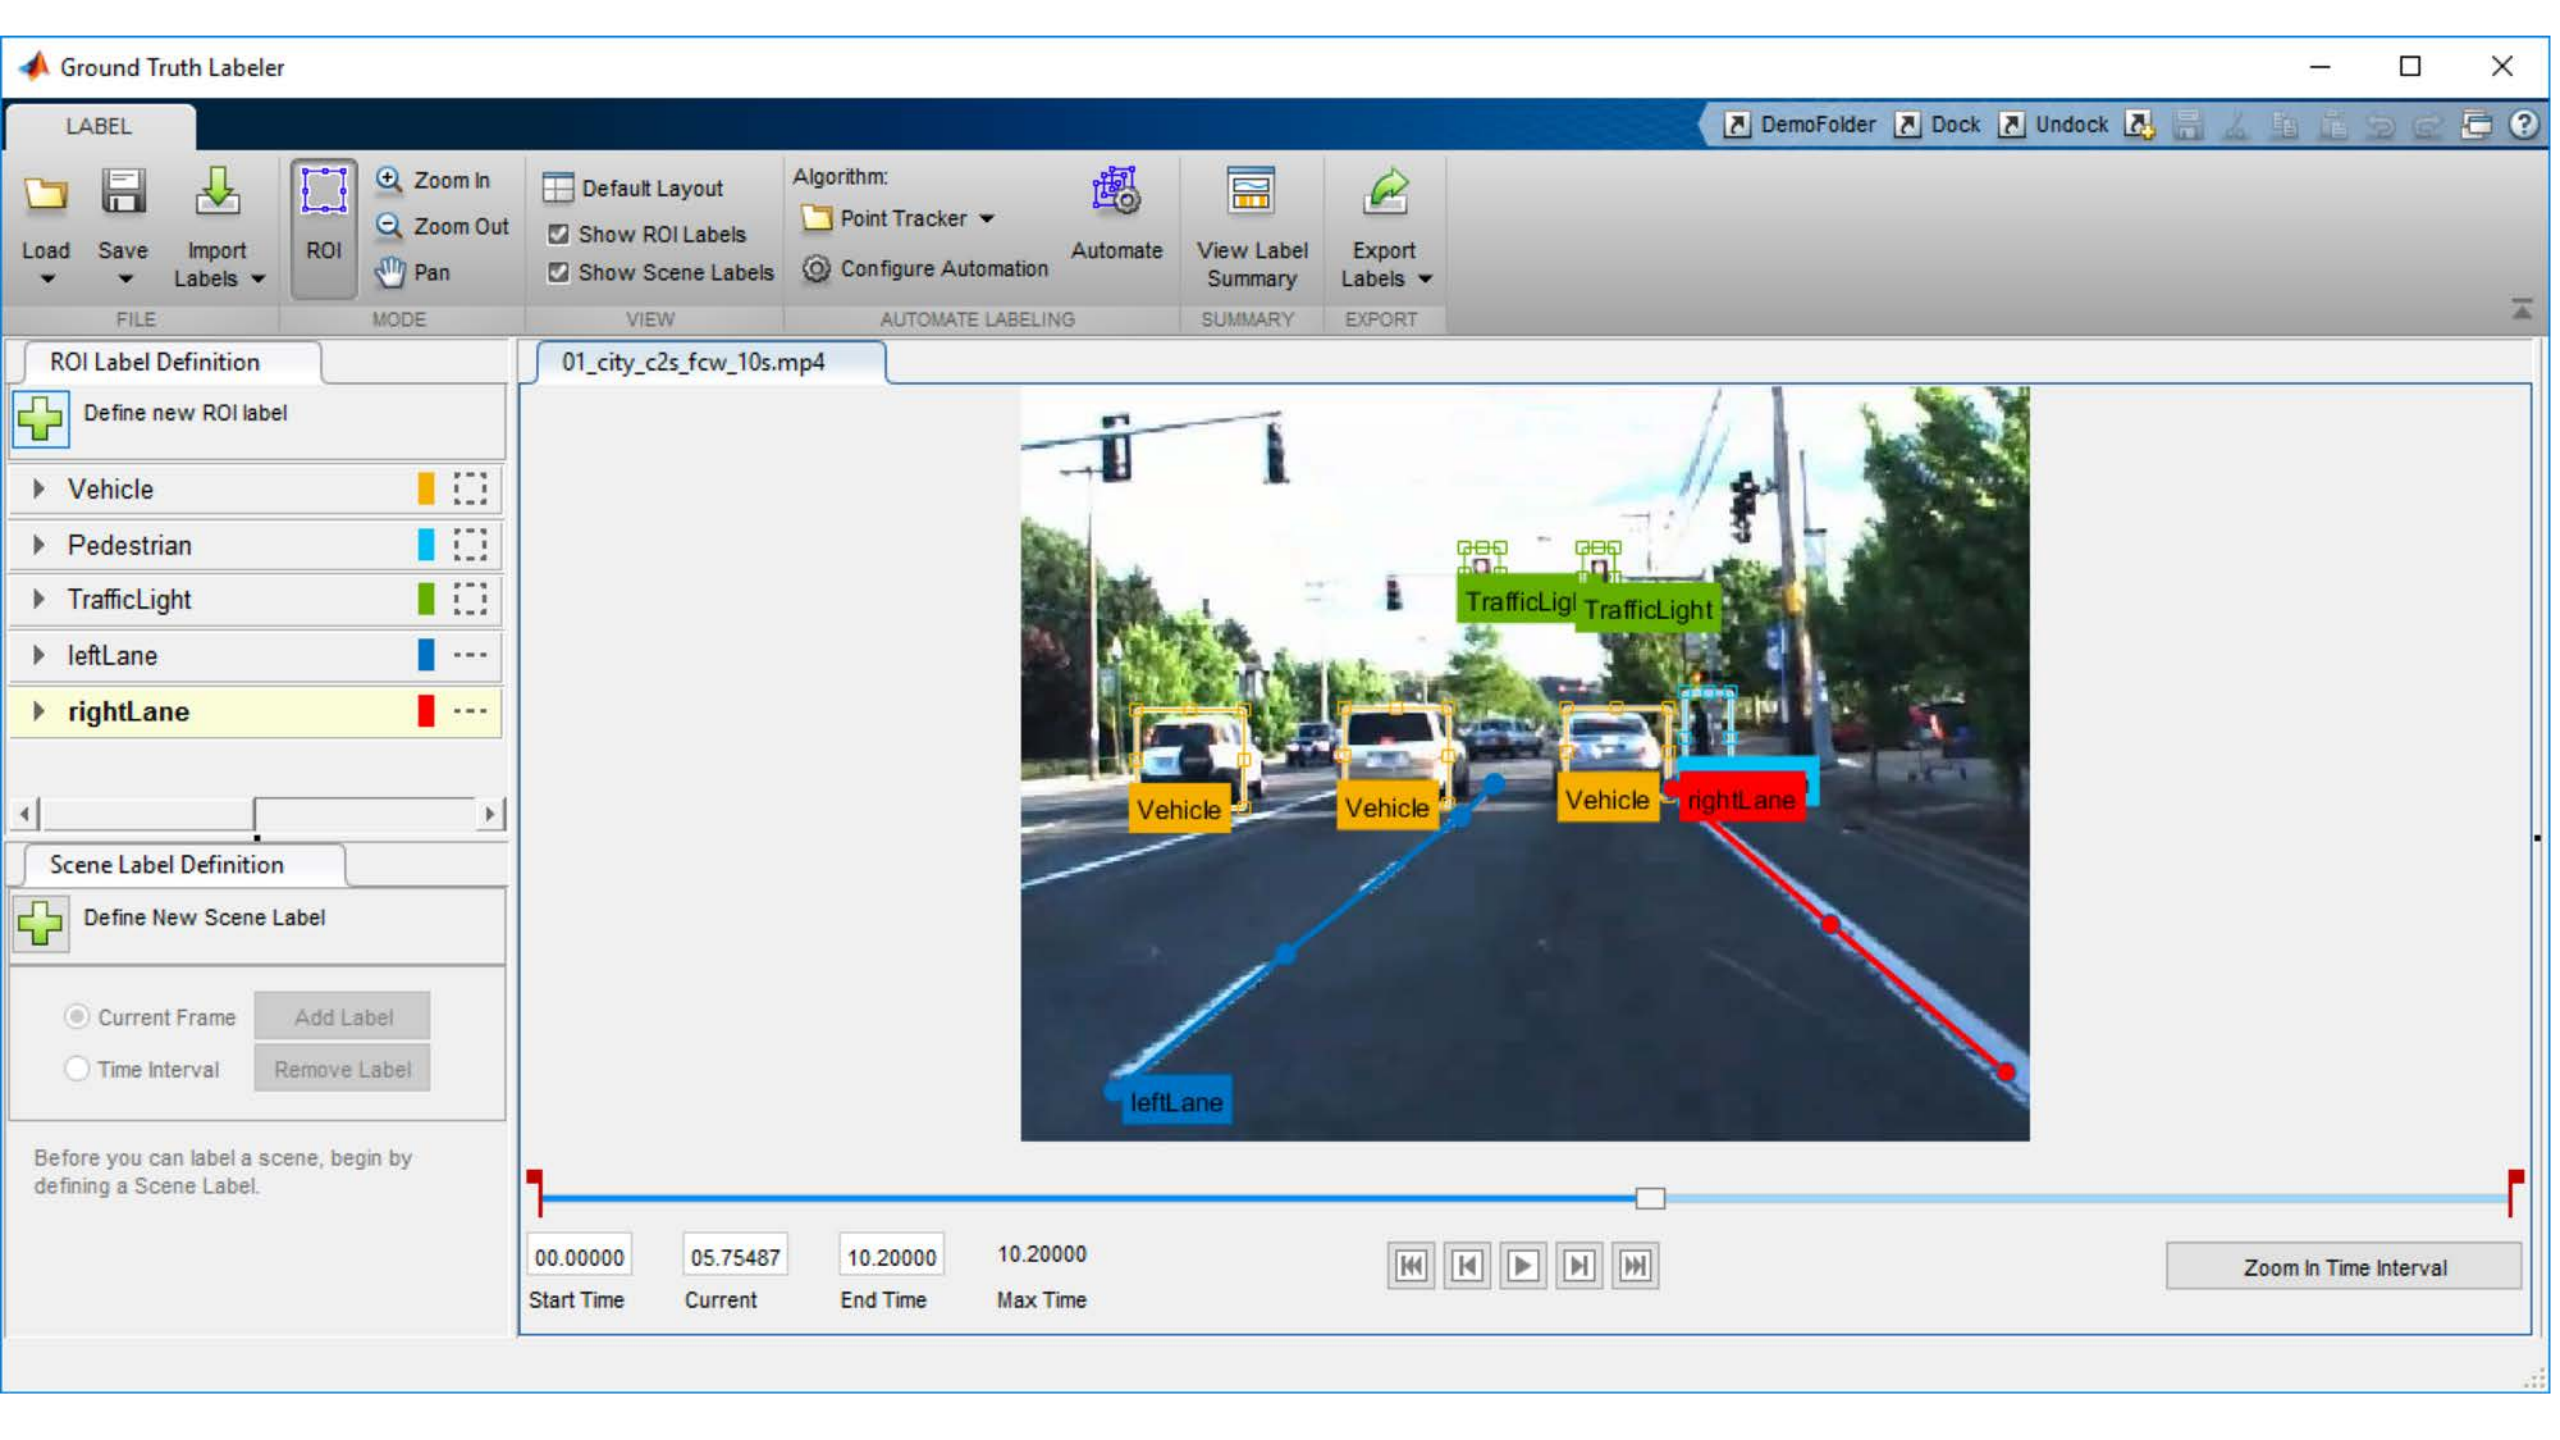 Ground Truth Labeler
LABEL
DemoFolder Dock Undock
Load
Save
Import
Labels
FILE
ROI
Zoom In
Zoom Out
Pan
MODE
Default Layout
Show ROI Labels
Show Scene Labels
VIEW
Algorithm:
Point Tracker
Configure Automation
Automate
AUTOMATE LABELING
View Label
Summary
SUMMARY
Export
Labels
EXPORT
ROI Label Definition
Define new ROI label
Vehicle
Pedestrian
TrafficLight
leftLane
rightLane
Scene Label Definition
Define New Scene Label
Current Frame
Add Label
Time Interval
Remove Label
Before you can label a scene, begin by
defining a Scene Label.
01_city_c2s_fcw_10s.mp4
TrafficLig
TrafficLight
Vehicle
Vehicle
Vehicle
rightLane
leftLane
00.00000 05.75487 10.20000 10.20000
Start Time Current End Time Max Time
Zoom In Time Interval